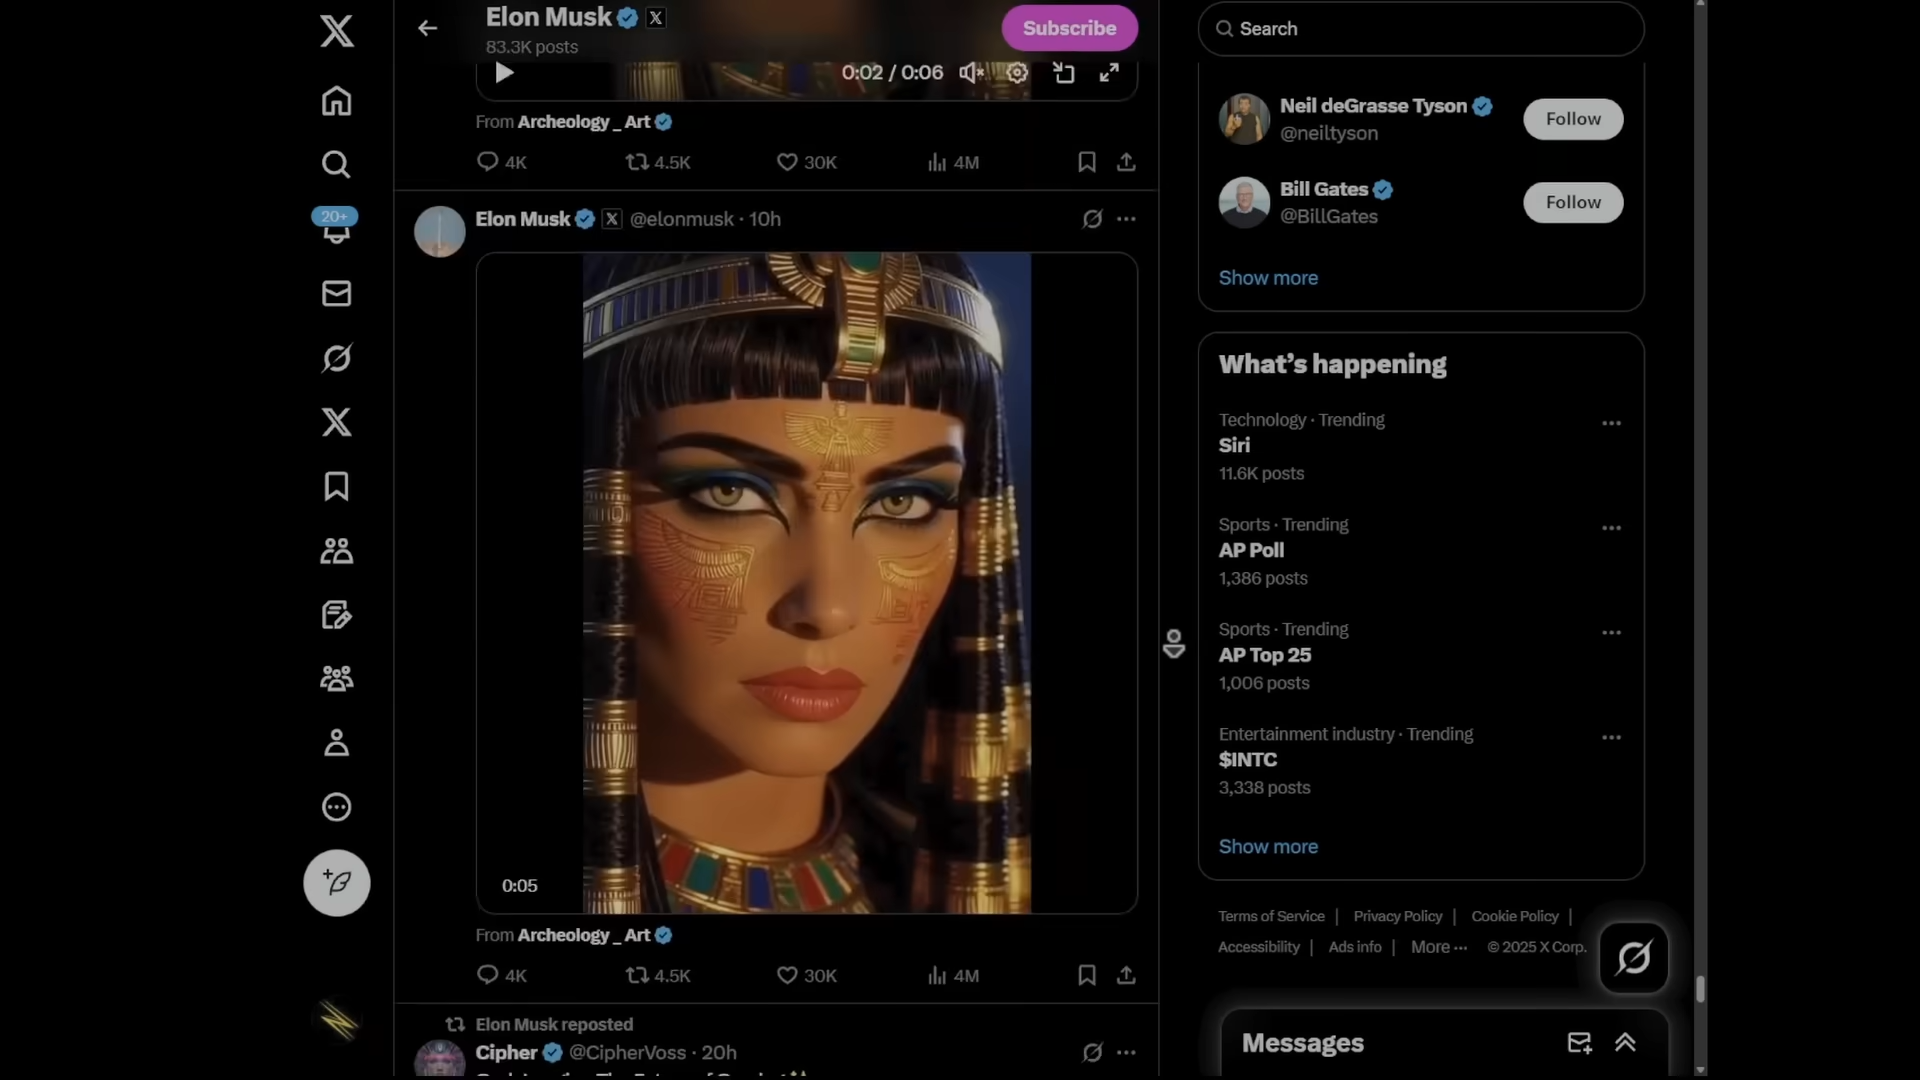 Elon Musk
83.3K posts
Subscribe
0:02 / 0:06
From Archeology _ Art
4K 4.5K 30K 4M
20+
Elon Musk @elonmusk · 10h
0:05
From Archeology _ Art
4K 4.5K 30K 4M
Elon Musk reposted
Cipher @CipherVoss · 20h
Search
Neil deGrasse Tyson
@neiltyson
Follow
Bill Gates
@BillGates
Follow
Show more
What’s happening
Technology · Trending
Siri
11.6K posts
Sports · Trending
AP Poll
1,386 posts
Sports · Trending
AP Top 25
1,006 posts
Entertainment industry · Trending
$INTC
3,338 posts
Show more
Terms of Service | Privacy Policy | Cookie Policy |
Accessibility | Ads info | More ··· © 2025 X Corp.
Messages